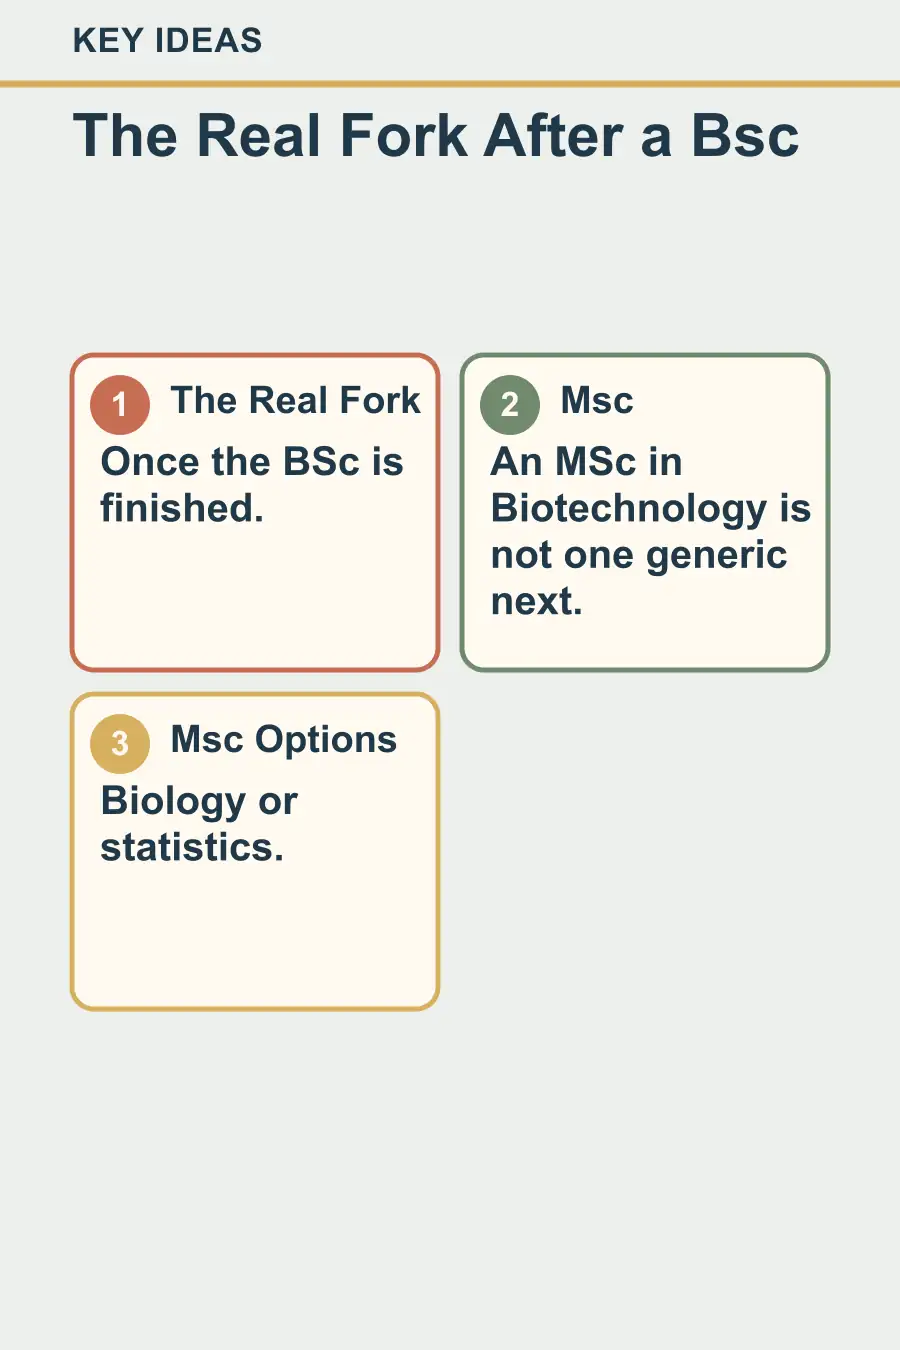 KEY IDEAS
The Real Fork After a Bsc
1 The Real Fork
Once the BSc is
finished.
2 Msc
An MSc in
Biotechnology is
not one generic
next.
3 Msc Options
Biology or
statistics.